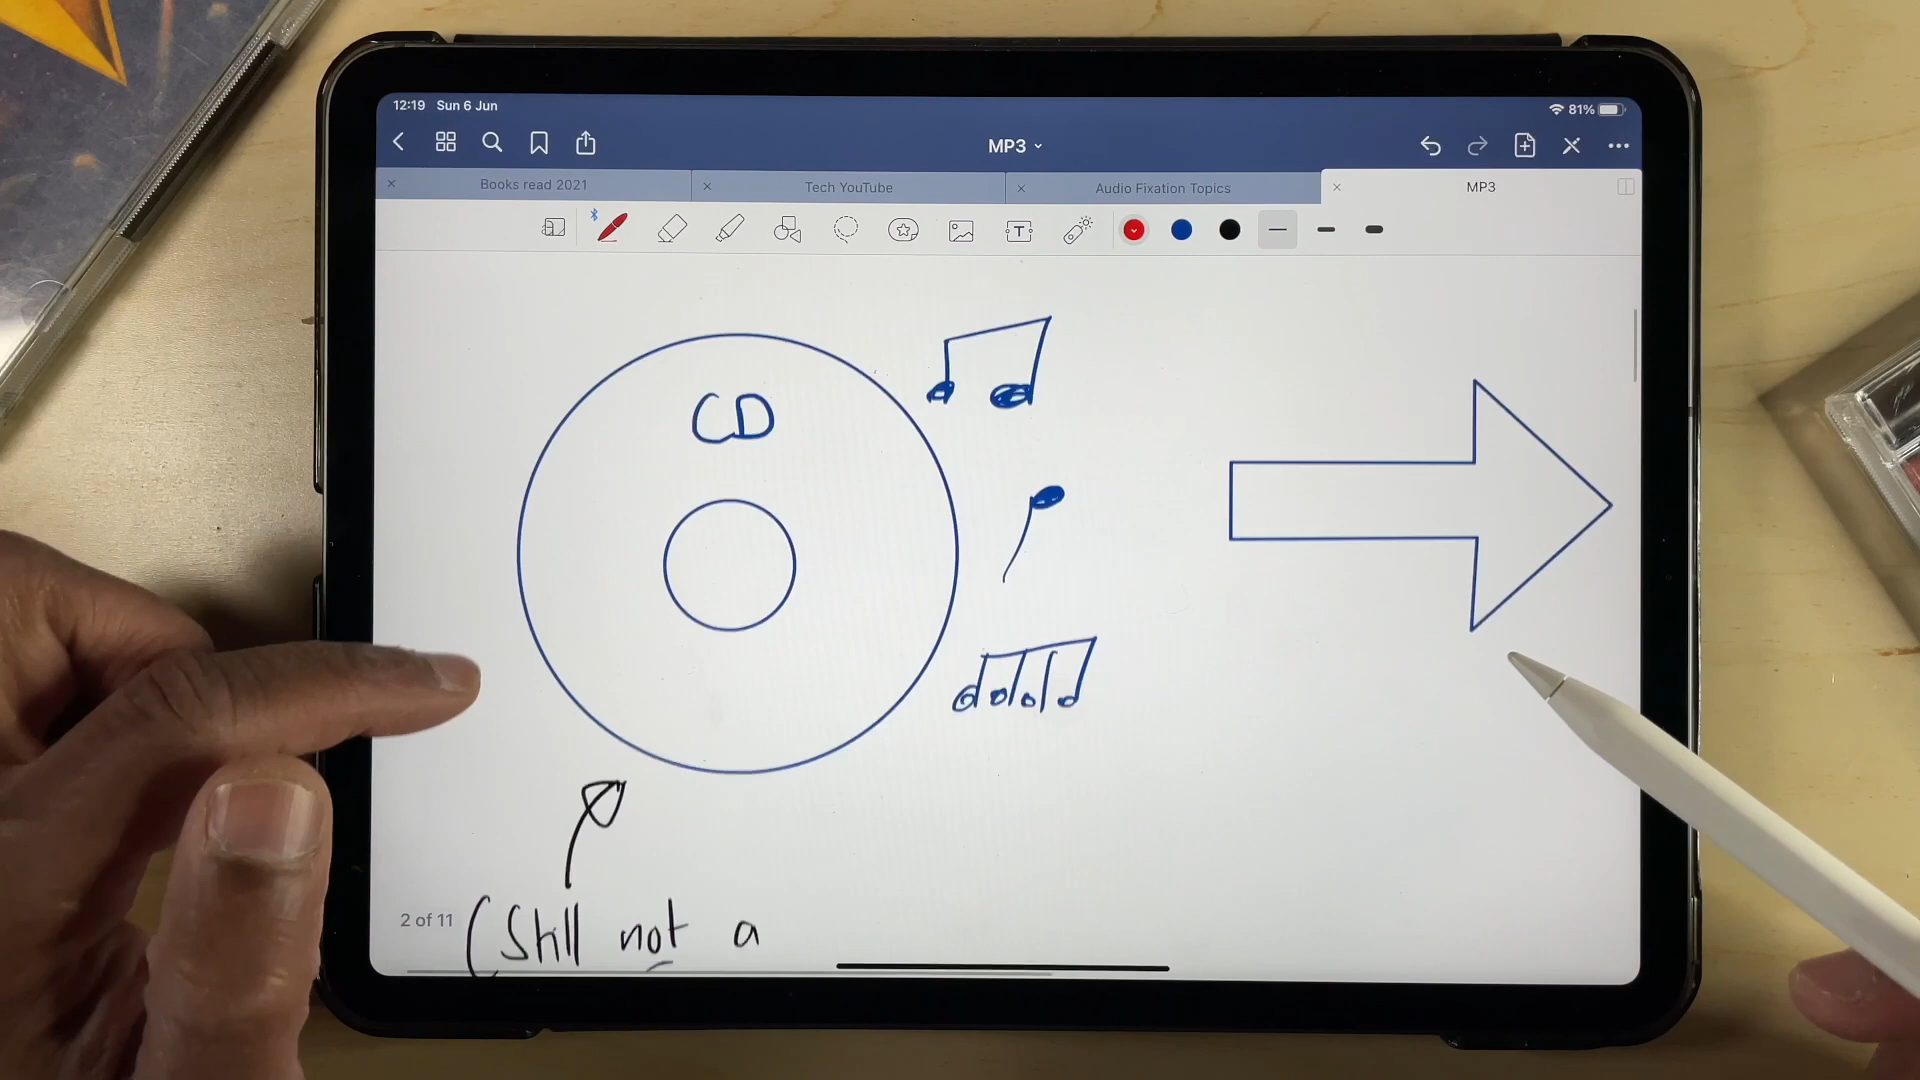 12:19 Sun 6 Jun
81%
MP3
Books read 2021
Tech YouTube
Audio Fixation Topics
MP3
T
CD
2 of 11
(Still not a